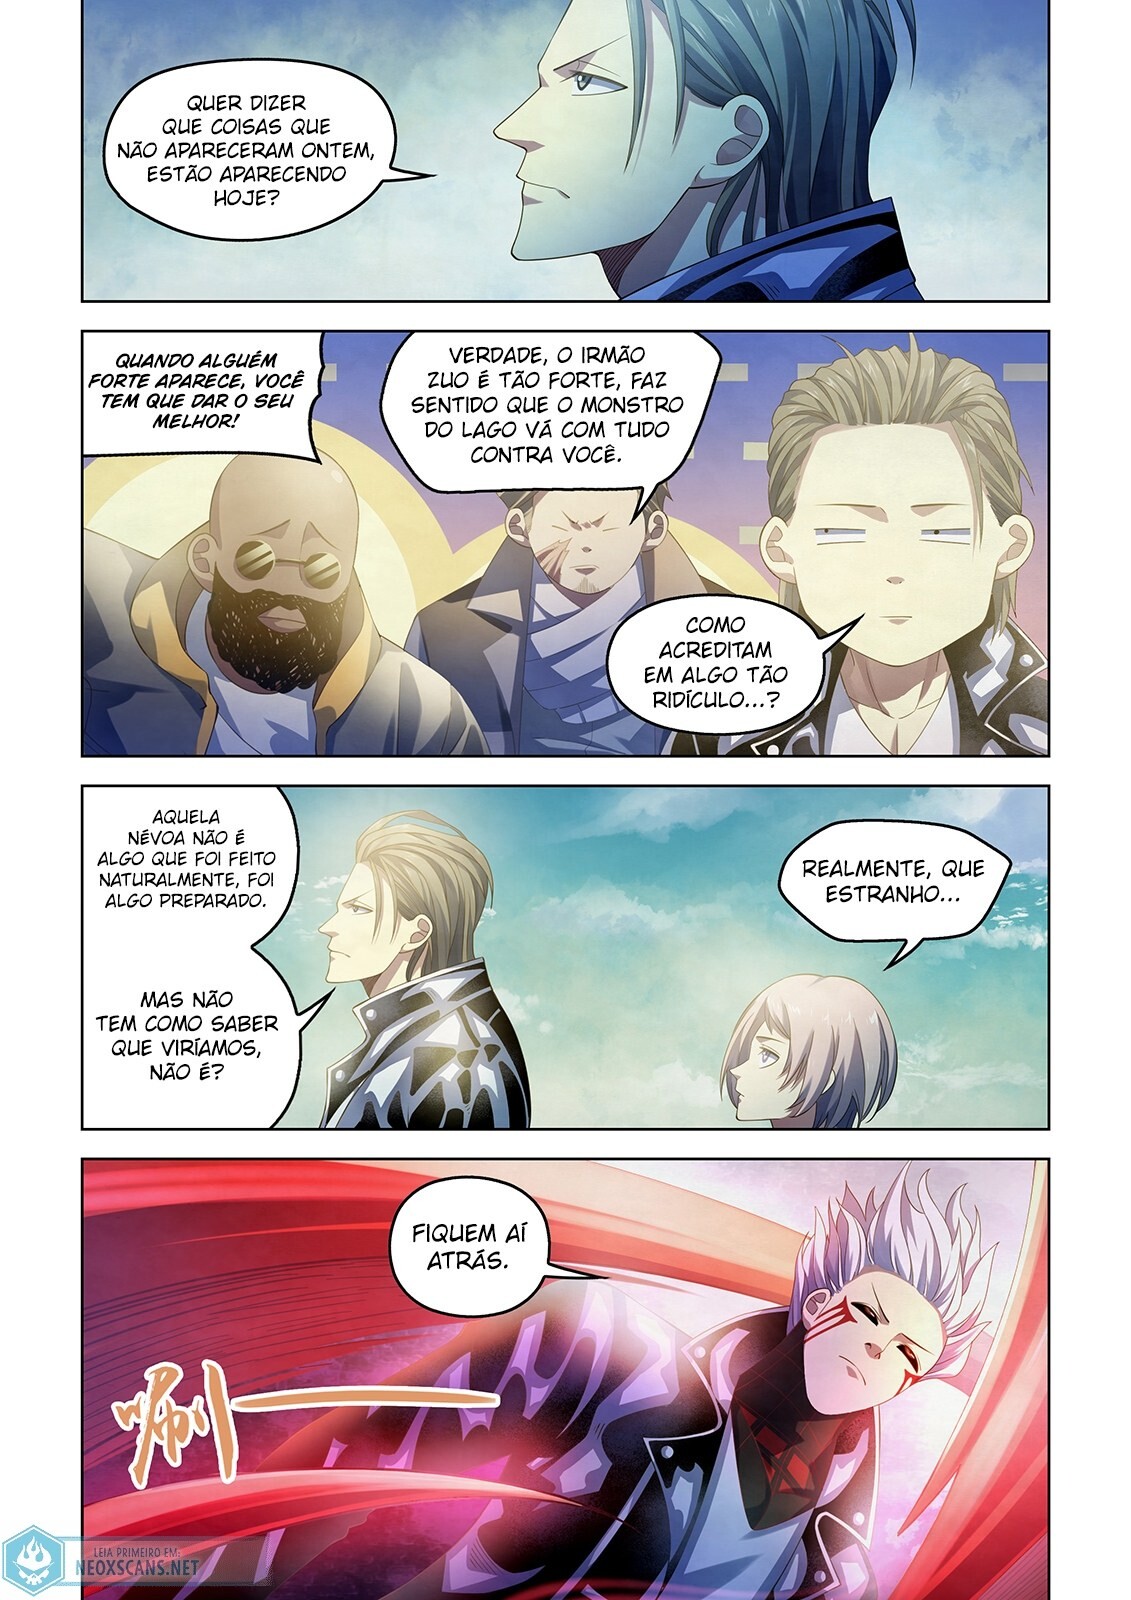 QUER DIZER
QUE COISAS QUE
NÃO APARECERAM ONTEM,
ESTÃO APARECENDO
HOJE?
QUANDO ALGUÉM
FORTE APARECE, VOCÊ
TEM QUE DAR O SEU
MELHOR!
VERDADE, O IRMÃO
ZUO É TÃO FORTE, FAZ
SENTIDO QUE O MONSTRO
DO LAGO VÁ COM TUDO
CONTRA VOCÊ.
COMO
ACREDITAM
EM ALGO TÃO
RIDÍCULO...?
AQUELA
NÉVOA NÃO É
ALGO QUE FOI FEITO
NATURALMENTE, FOI
ALGO PREPARADO.
MAS NÃO
TEM COMO SABER
QUE VIRÍAMOS,
NÃO É?
REALMENTE, QUE
ESTRANHO...
FIQUEM AÍ
ATRÁS.
唰
LEIA PRIMEIRO EM:
NEOXSCANS.NET